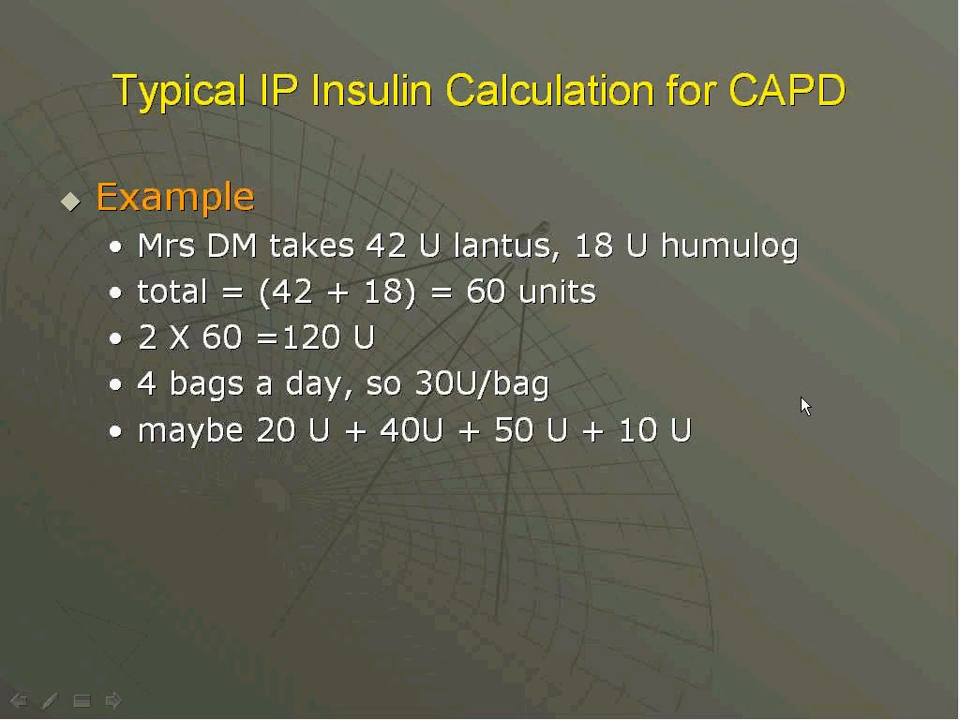 Typical IP Insulin Calculation for CAPD
Example
Mrs DM takes 42 U lantus, 18 U humulog
total = (42 + 18) = 60 units
2 X 60 =120 U
4 bags a day, so 30U/bag
maybe 20 U + 40U + 50 U + 10 U